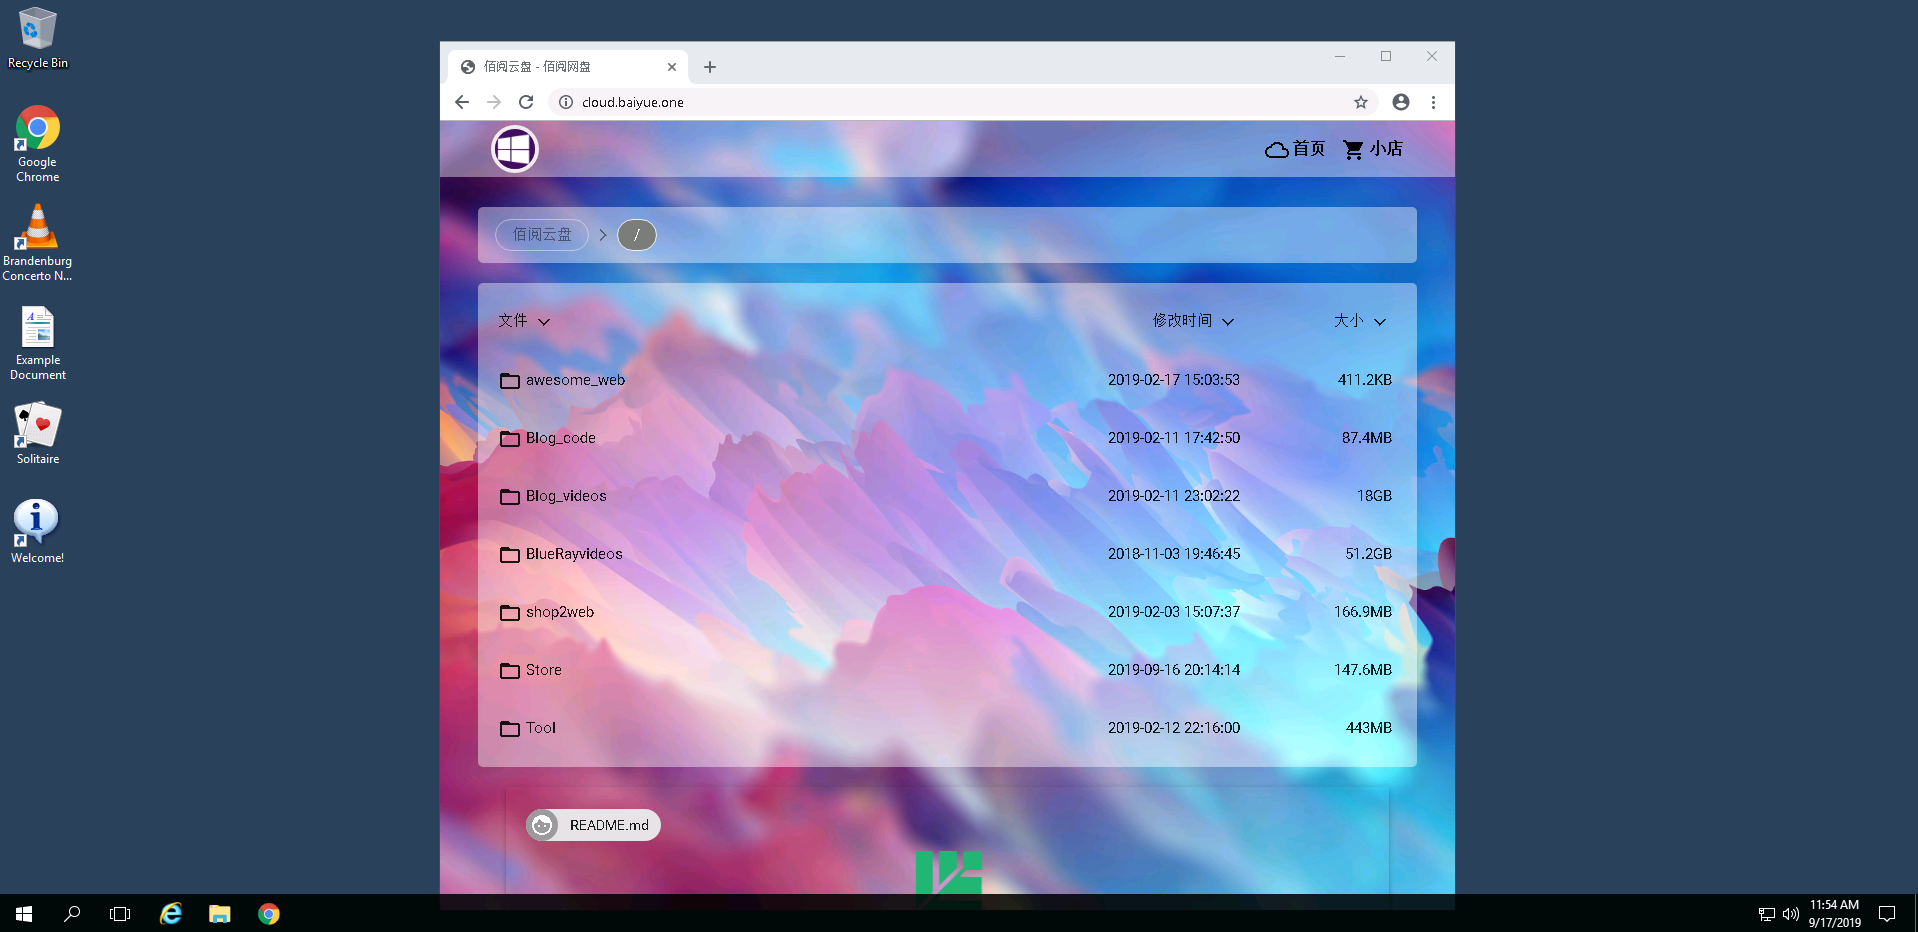 Recycle Bin
Google
Chrome
Brandenburg
Concerto N...
Example
Document
Solitaire
Welcome!
佰阅云盘 - 佰阅网盘
cloud.baiyue.one
首页 小店
佰阅云盘 /
文件 修改时间 大小
awesome_web 2019-02-17 15:03:53 411.2KB
Blog_code 2019-02-11 17:42:50 87.4MB
Blog_videos 2019-02-11 23:02:22 18GB
BlueRayvideos 2018-11-03 19:46:45 51.2GB
shop2web 2019-02-03 15:07:37 166.9MB
Store 2019-09-16 20:14:14 147.6MB
Tool 2019-02-12 22:16:00 443MB
README.md
11:54 AM
9/17/2019